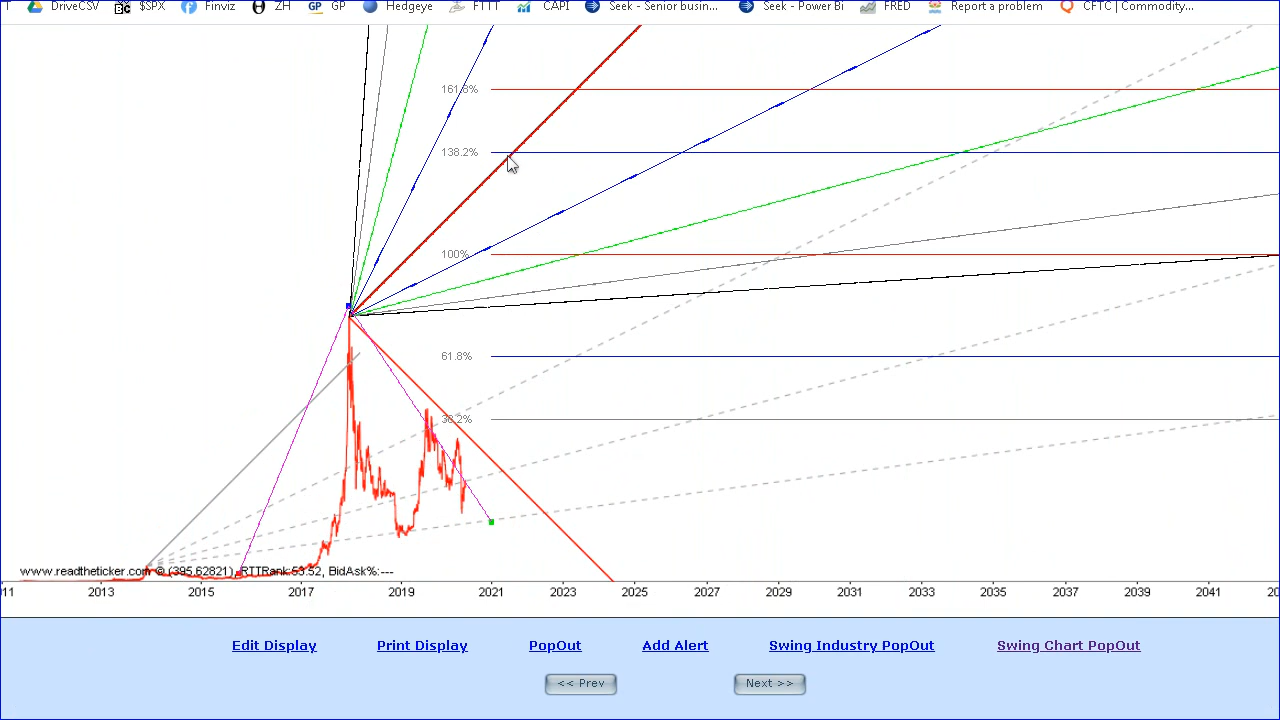 T DriveCSV $SPX Finviz ZH GP GP Hedgeye FTTT CAPI Seek - Senior busin... Seek - Power Bi FRED Report a problem CFTC | Commodity...
161.8%
138.2%
100%
61.8%
38.2%
www.readtheticker.com © (395.62821), RTTRank:53.52, BidAsk%:---
11 2013 2015 2017 2019 2021 2023 2025 2027 2029 2031 2033 2035 2037 2039 2041 20
Edit Display Print Display PopOut Add Alert Swing Industry PopOut Swing Chart PopOut
<< Prev Next >>